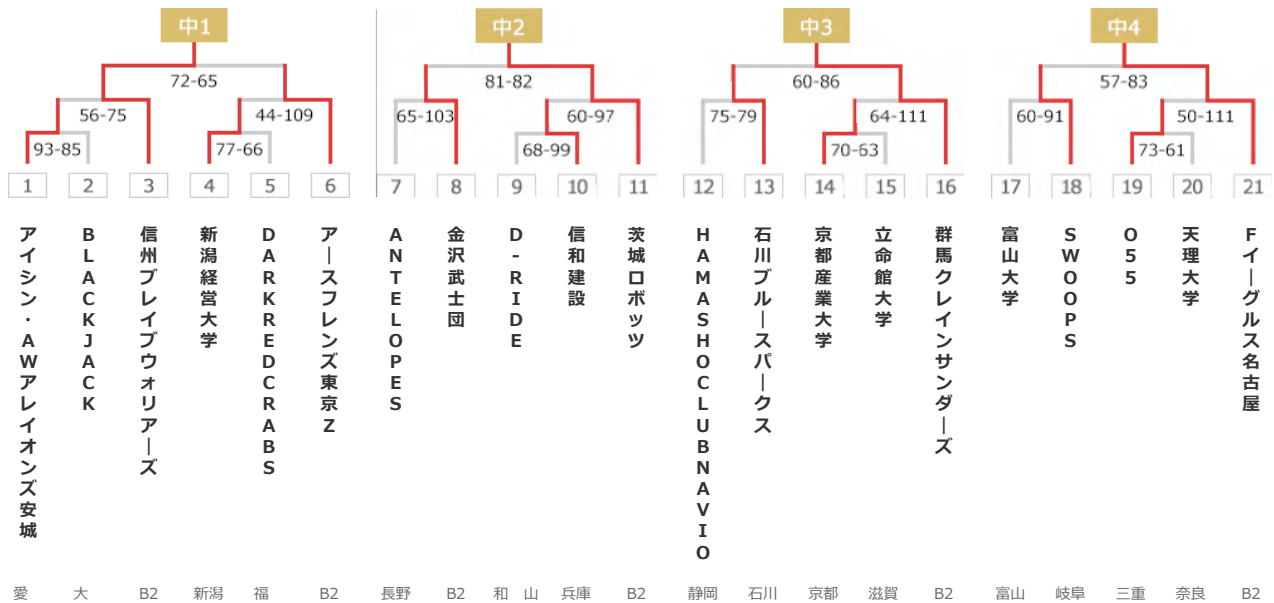 中1
中2
中3
中4
72-65
81-82
60-86
57-83
56-75
44-109
65-103
60-97
75-79
64-111
60-91
50-111
93-85
77-66
68-99
70-63
73-61
1
2
3
4
5
6
7
8
9
10
11
12
13
14
15
16
17
18
19
20
21
アイシン・AWアレイオンズ安城
BLACKJACK
信州ブレイブウォリアーズ
新潟経営大学
DARKREDCRABS
アースフレンズ東京Z
ANTELOPES
金沢武士団
D-RIDE
信和建設
茨城ロボッツ
HAMASHOCLUBNAVIO
石川ブルースパークス
京都産業大学
立命館大学
群馬クレインサンダーズ
富山大学
SWOOPS
O55
天理大学
Fイーグルス名古屋
愛
大
B2
新潟
福
B2
長野
B2
和 山
兵庫
B2
静岡
石川
京都
滋賀
B2
富山
岐阜
三重
奈良
B2